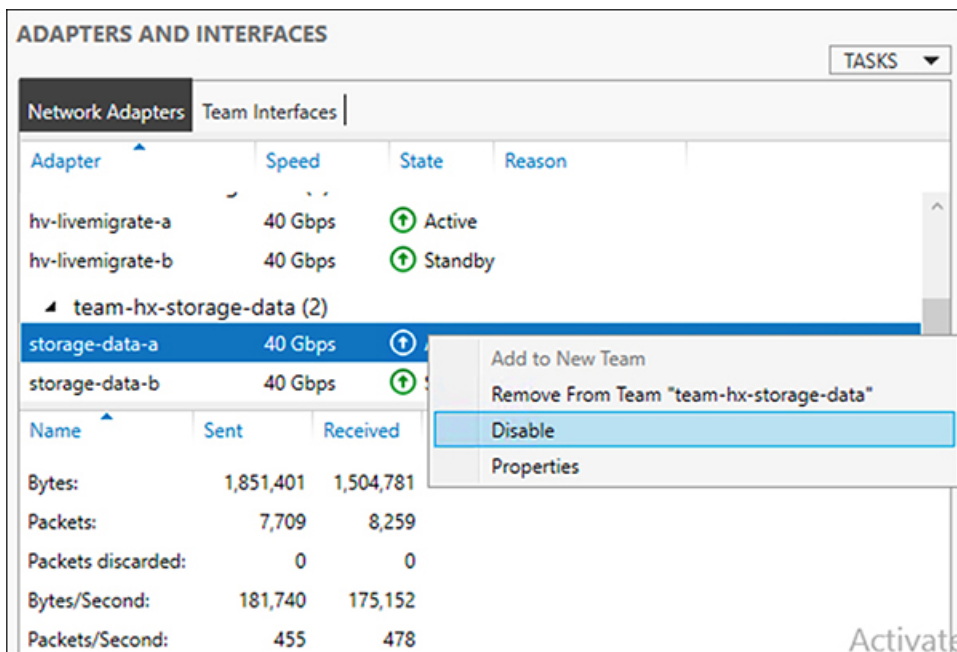 ADAPTERS AND INTERFACES
TASKS
Network Adapters Team Interfaces
Adapter Speed State Reason
hv-livemigrate-a 40 Gbps Active
hv-livemigrate-b 40 Gbps Standby
team-hx-storage-data (2)
storage-data-a 40 Gbps
Add to New Team
storage-data-b 40 Gbps
Remove From Team "team-hx-storage-data"
Name Sent Received
Disable
Properties
Bytes: 1,851,401 1,504,781
Packets: 7,709 8,259
Packets discarded: 0 0
Bytes/Second: 181,740 175,152
Packets/Second: 455 478
Activate